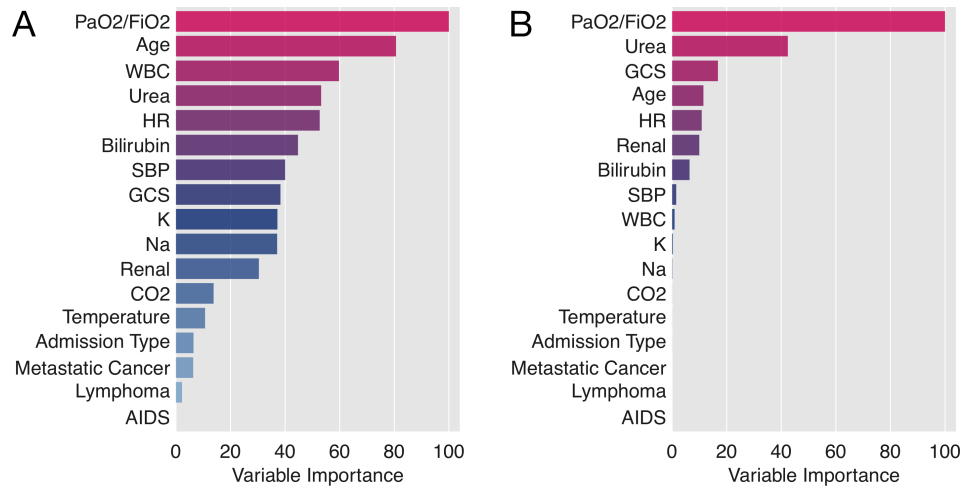 A
PaO2/FiO2
Age
WBC
Urea
HR
Bilirubin
SBP
GCS
K
Na
Renal
CO2
Temperature
Admission Type
Metastatic Cancer
Lymphoma
AIDS
0 20 40 60 80 100
Variable Importance
B
PaO2/FiO2
Urea
GCS
Age
HR
Renal
Bilirubin
SBP
WBC
K
Na
CO2
Temperature
Admission Type
Metastatic Cancer
Lymphoma
AIDS
0 20 40 60 80 100
Variable Importance